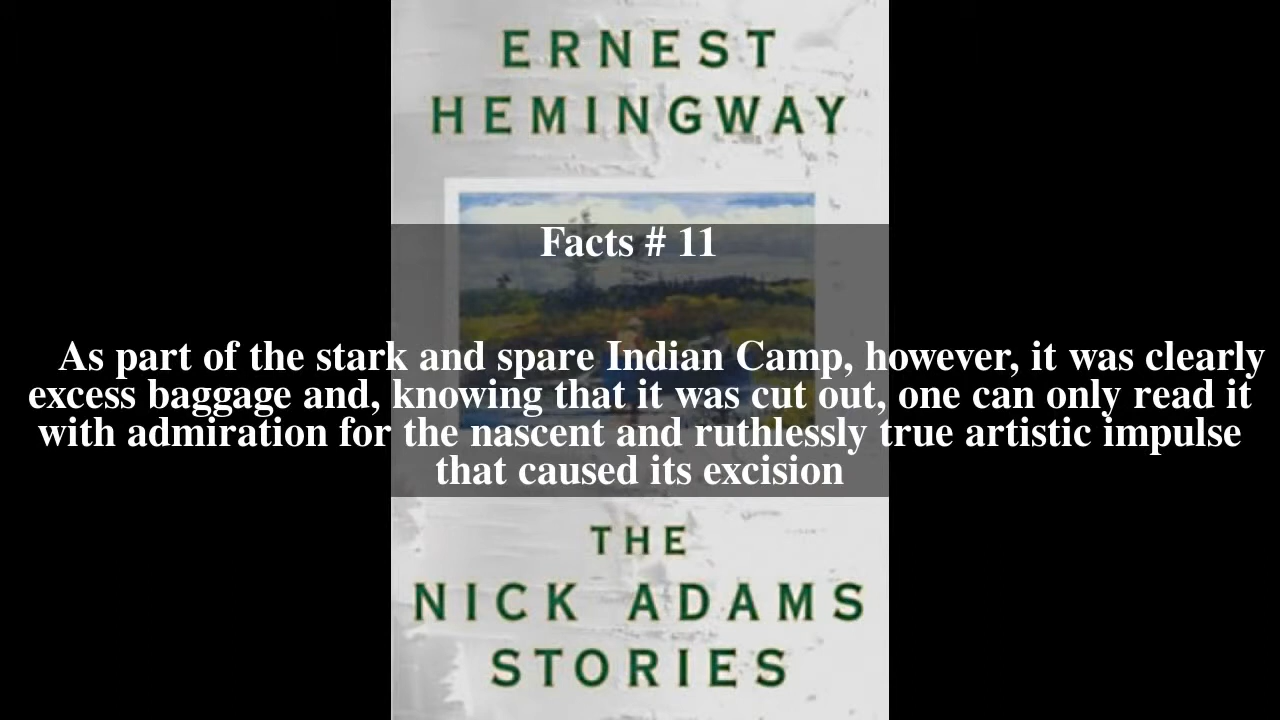 ERNEST
HEMINGWAY
Facts # 11
As part of the stark and spare Indian Camp, however, it was clearly
excess baggage and, knowing that it was cut out, one can only read it
with admiration for the nascent and ruthlessly true artistic impulse
that caused its excision
THE
NICK ADAMS
STORIES